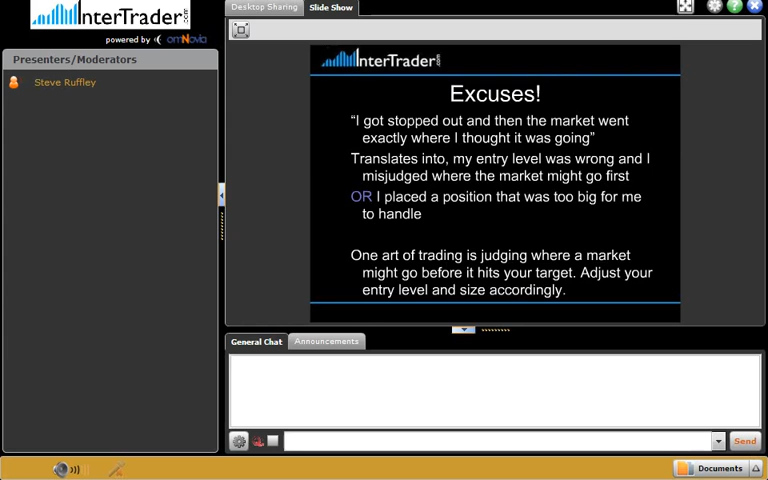 InterTrader.com
powered by omNovia
Presenters/Moderators
Steve Ruffley
Desktop Sharing
Slide Show
InterTrader.com
Excuses!
“I got stopped out and then the market went
exactly where I thought it was going”
Translates into, my entry level was wrong and I
misjudged where the market might go first
OR I placed a position that was too big for me
to handle
One art of trading is judging where a market
might go before it hits your target. Adjust your
entry level and size accordingly.
General Chat
Announcements
Send
Documents